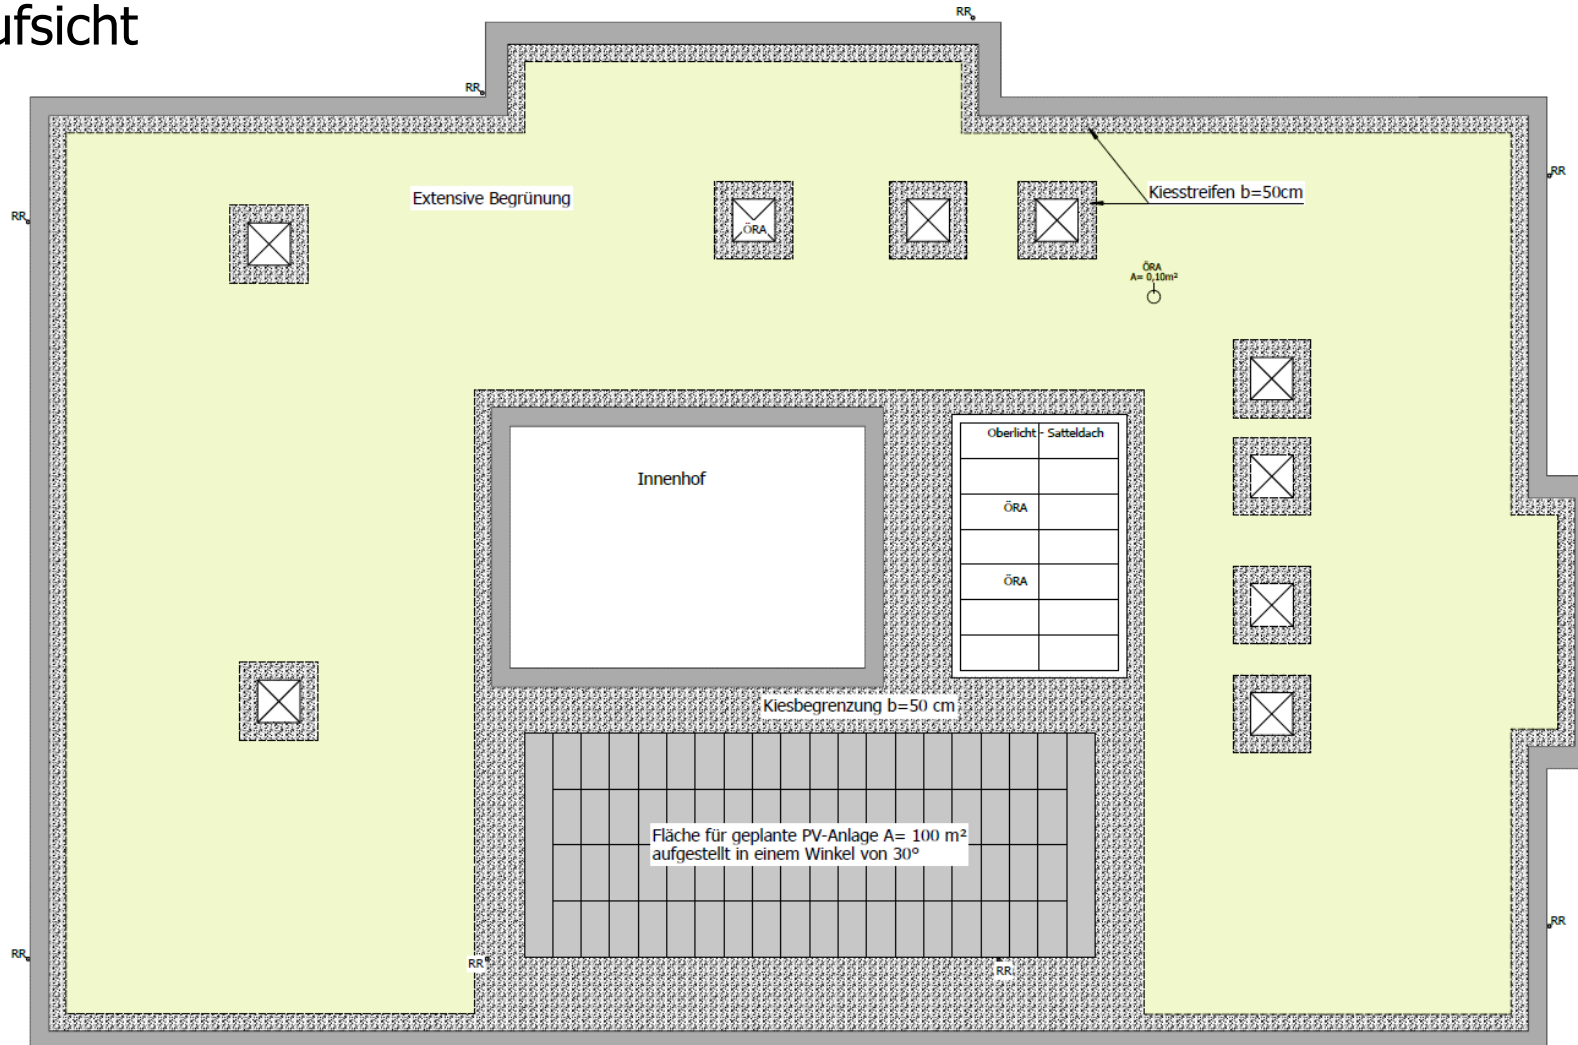 ufsicht
RR
RR
RR
RR
Extensive Begrünung
ÖRA
Kiesstreifen b=50cm
ÖRA
A= 0,10m²
Oberlicht - Satteldach
Innenhof
ÖRA
ÖRA
Kiesbegrenzung b=50 cm
Fläche für geplante PV-Anlage A= 100 m²
aufgestellt in einem Winkel von 30°
RR
RR
RR
RR